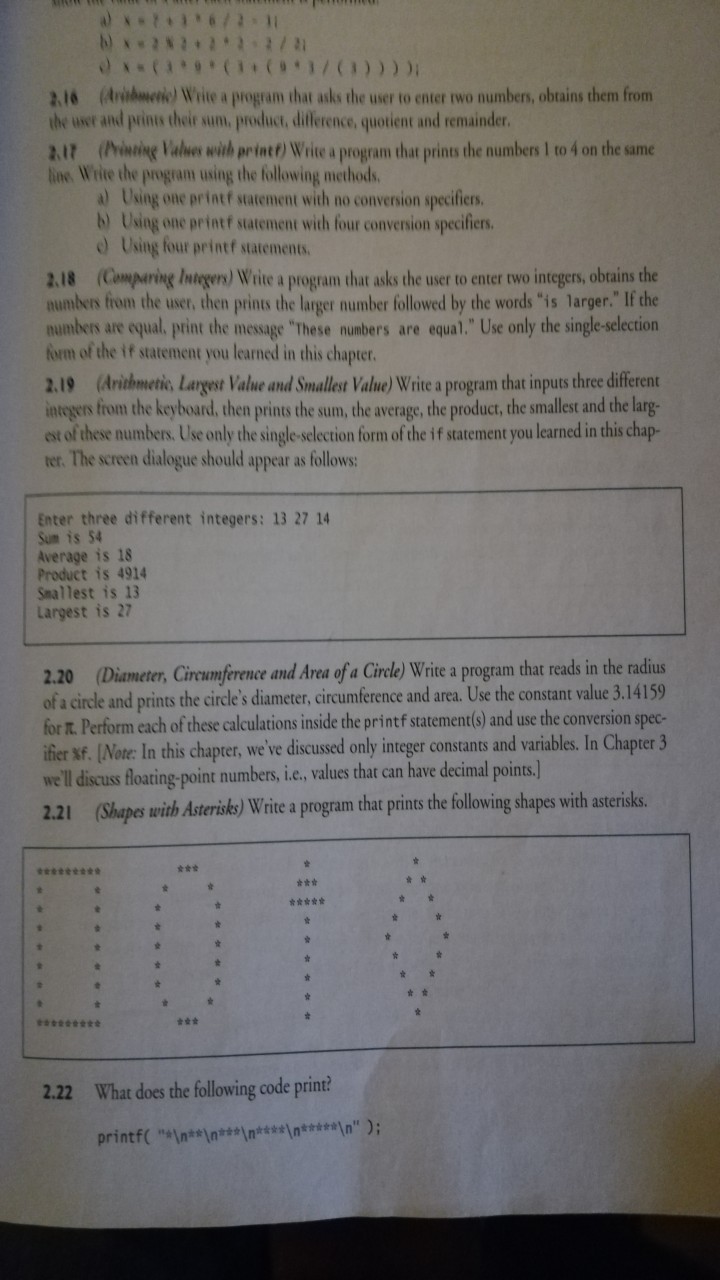 a) x = 7 + 3 * 6 / 2 - 1;
b) x = 2 % 2 + 2 * 2 - 2 / 2;
c) x = ( 3 * 9 * ( 3 + ( 9 * 3 / ( 3 ) ) ) );
2.16 (Arithmetic) Write a program that asks the user to enter two numbers, obtains them from
the user and prints their sum, product, difference, quotient and remainder.
2.17 (Printing Values with printf) Write a program that prints the numbers 1 to 4 on the same
line. Write the program using the following methods.
a) Using one printf statement with no conversion specifiers.
b) Using one printf statement with four conversion specifiers.
c) Using four printf statements.
2.18 (Comparing Integers) Write a program that asks the user to enter two integers, obtains the
numbers from the user, then prints the larger number followed by the words "is larger." If the
numbers are equal, print the message "These numbers are equal." Use only the single-selection
form of the if statement you learned in this chapter.
2.19 (Arithmetic, Largest Value and Smallest Value) Write a program that inputs three different
integers from the keyboard, then prints the sum, the average, the product, the smallest and the larg-
est of these numbers. Use only the single-selection form of the if statement you learned in this chap-
ter. The screen dialogue should appear as follows:
Enter three different integers: 13 27 14
Sum is 54
Average is 18
Product is 4914
Smallest is 13
Largest is 27
2.20 (Diameter, Circumference and Area of a Circle) Write a program that reads in the radius
of a circle and prints the circle's diameter, circumference and area. Use the constant value 3.14159
for π. Perform each of these calculations inside the printf statement(s) and use the conversion spec-
ifier %f. [Note: In this chapter, we've discussed only integer constants and variables. In Chapter 3
we'll discuss floating-point numbers, i.e., values that can have decimal points.]
2.21 (Shapes with Asterisks) Write a program that prints the following shapes with asterisks.
*********          ***            *              *
*       *        *     *         ***            * *
*       *       *       *       *****          *   *
*       *       *       *         *           *     *
*       *       *       *         *          *       *
*       *       *       *         *           *     *
*       *       *       *         *            *   *
*       *        *     *          *             * *
*********          ***            *              *
2.22 What does the following code print?
printf( "*\n**\n***\n****\n*****\n" );